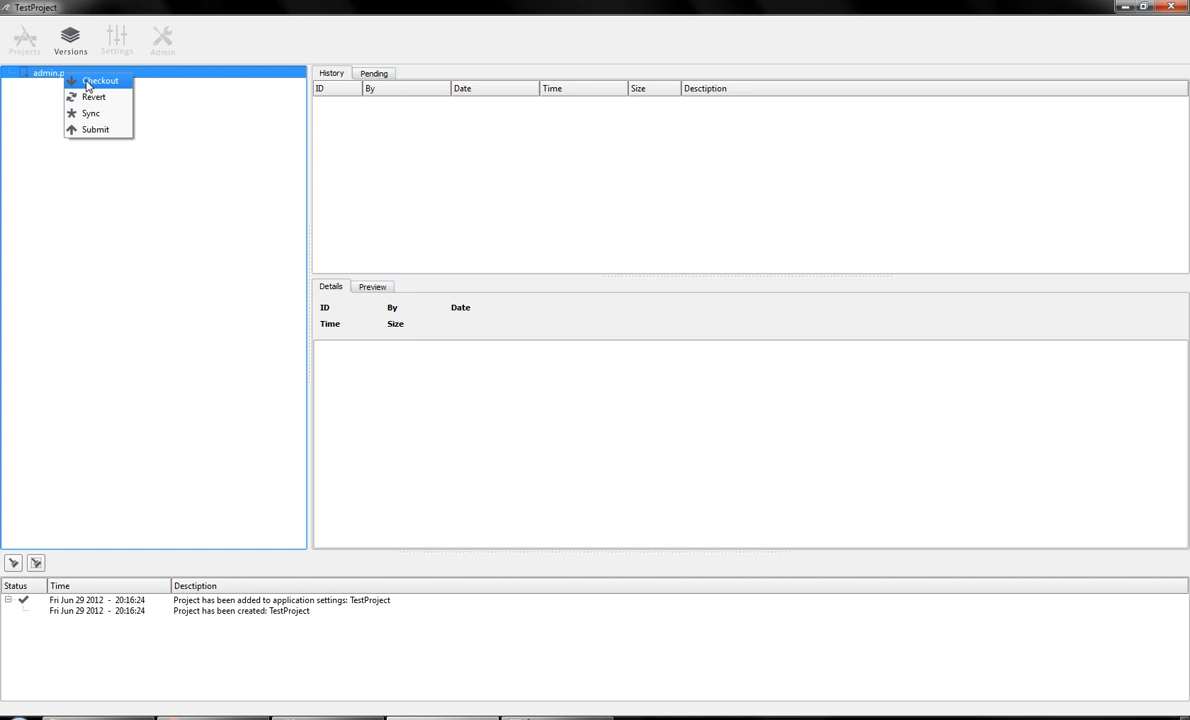 TestProject
Projects Versions Settings Admin
admin.p
Checkout
Revert
Sync
Submit
History Pending
ID By Date Time Size Desctiption
Details Preview
ID By Date
Time Size
Status Time Desctiption
Fri Jun 29 2012 - 20:16:24 Project has been added to application settings: TestProject
Fri Jun 29 2012 - 20:16:24 Project has been created: TestProject